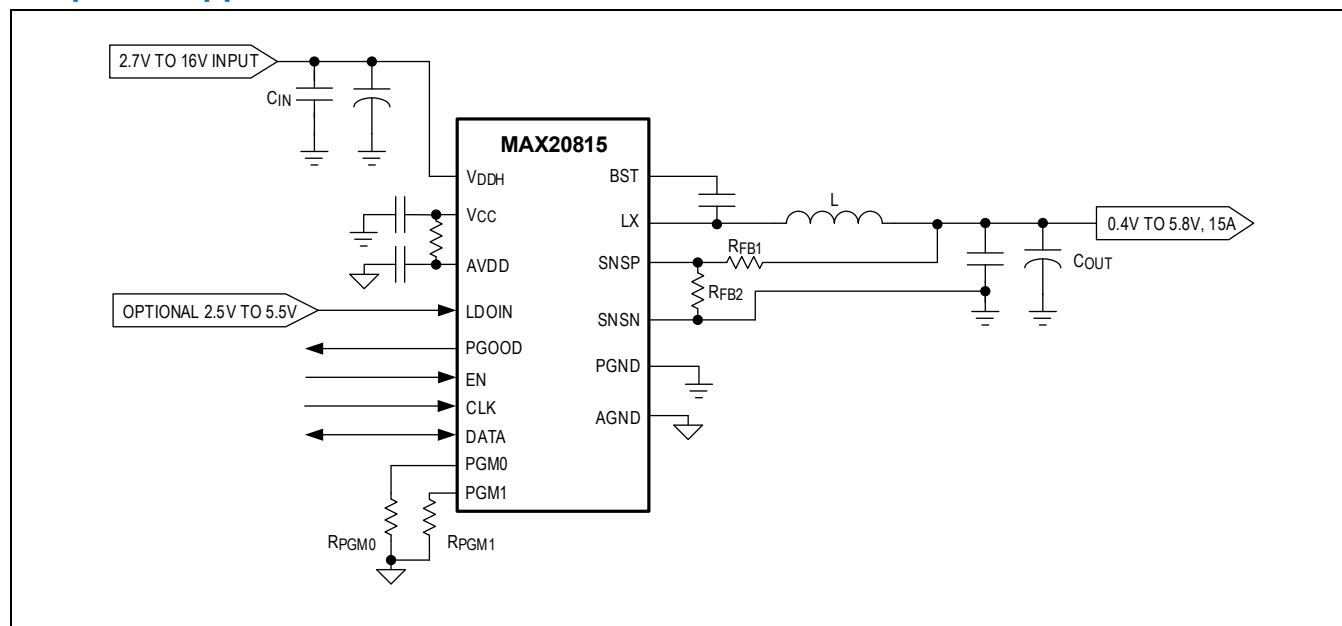 2.7V TO 16V INPUT
CIN
MAX20815
VDDH
VCC
AVDD
OPTIONAL 2.5V TO 5.5V
LDOIN
PGOOD
EN
CLK
DATA
PGM0
PGM1
RPGM0
RPGM1
BST
LX
SNSP
SNSN
PGND
AGND
L
RFB1
RFB2
COUT
0.4V TO 5.8V, 15A